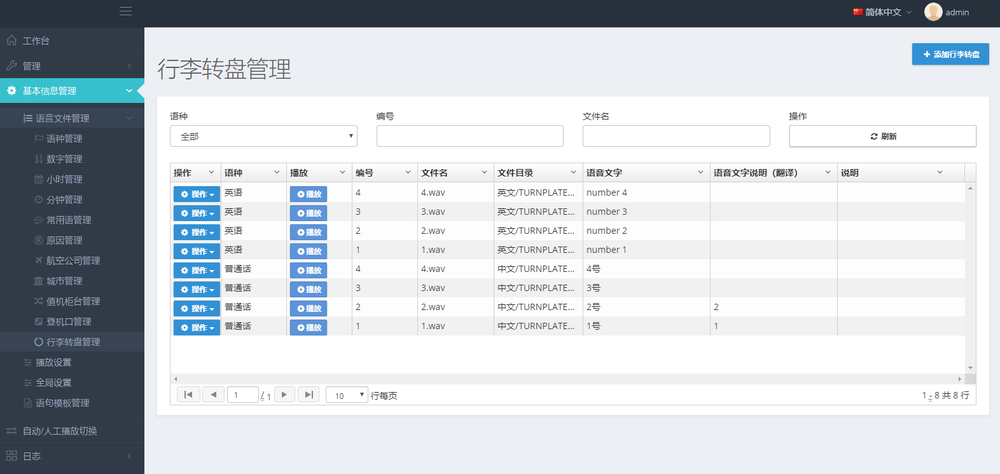 简体中文
admin
工作台
管理
基本信息管理
语音文件管理
语种管理
数字管理
小时管理
分钟管理
常用语管理
原因管理
航空公司管理
城市管理
值机柜台管理
登机口管理
行李转盘管理
播放设置
全局设置
语句模板管理
自动/人工播放切换
日志
行李转盘管理
添加行李转盘
语种 编号 文件名 操作
全部 刷新
操作 语种 播放 编号 文件名 文件目录 语音文字 语音文字说明（翻译） 说明
操作 英语 播放 4 4.wav 英文/TURNPLATE... number 4
操作 英语 播放 3 3.wav 英文/TURNPLATE... number 3
操作 英语 播放 2 2.wav 英文/TURNPLATE... number 2
操作 英语 播放 1 1.wav 英文/TURNPLATE... number 1
操作 普通话 播放 4 4.wav 中文/TURNPLATE... 4号
操作 普通话 播放 3 3.wav 中文/TURNPLATE... 3号
操作 普通话 播放 2 2.wav 中文/TURNPLATE... 2号 2
操作 普通话 播放 1 1.wav 中文/TURNPLATE... 1号 1
1 / 1 10 行每页 1 - 8 共 8 行